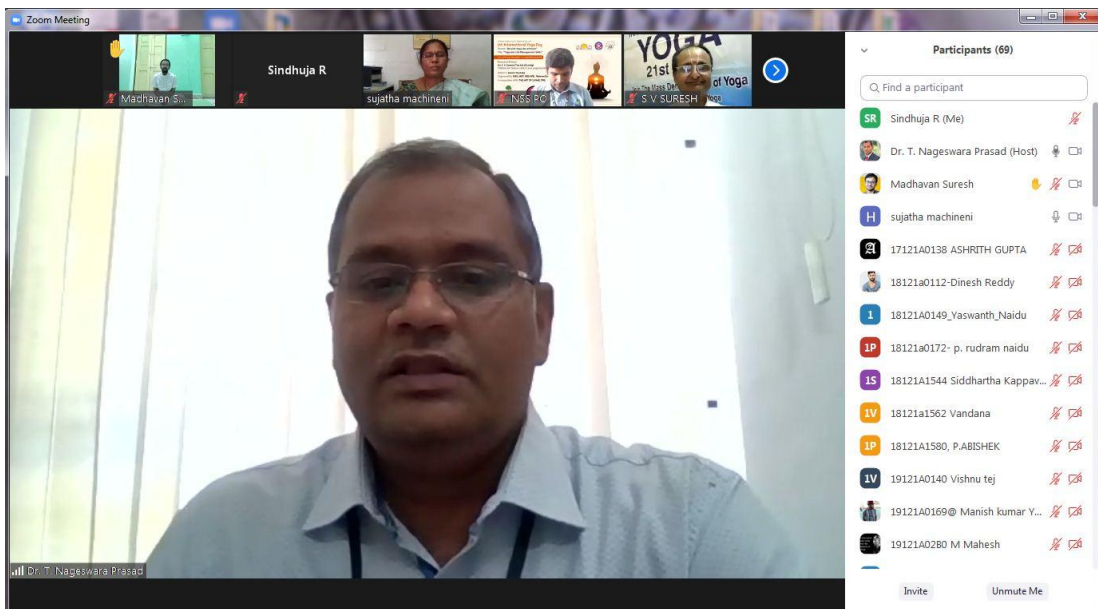 Zoom Meeting
Madhavan S...
Sindhuja R
sujatha machineni
NSS PO
YOGA
21st
of Yoga
S V SURESH
Dr. T. Nageswara Prasad
Participants (69)
Find a participant
SR Sindhuja R (Me)
Dr. T. Nageswara Prasad (Host)
Madhavan Suresh
H sujatha machineni
A 17121A0138 ASHRITH GUPTA
18121a0112-Dinesh Reddy
1 18121A0149_Yaswanth_Naidu
1P 18121a0172- p. rudram naidu
1S 18121A1544 Siddhartha Kappav...
1V 18121a1562 Vandana
1P 18121A1580, P.ABISHEK
1V 19121A0140 Vishnu tej
19121A0169@ Manish kumar Y...
19121A02B0 M Mahesh
Invite Unmute Me